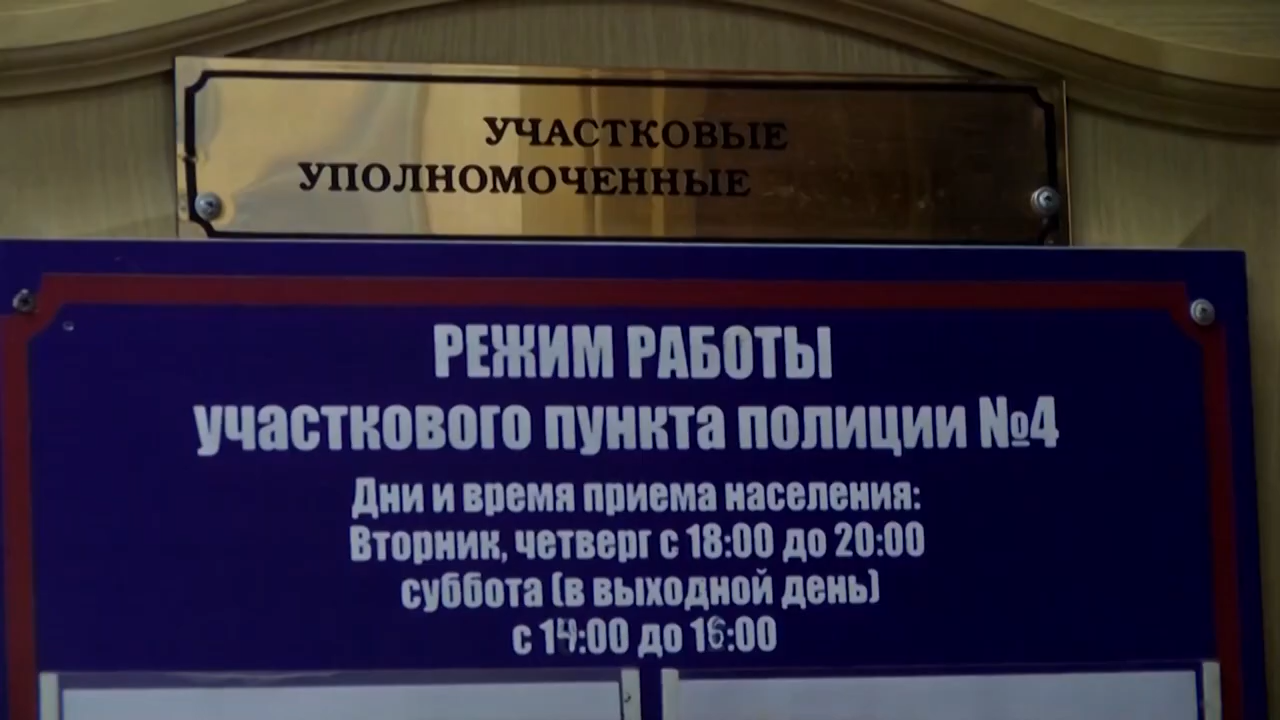 УЧАСТКОВЫЕ
УПОЛНОМОЧЕННЫЕ
РЕЖИМ РАБОТЫ
участкового пункта полиции №4
Дни и время приема населения:
Вторник, четверг с 18:00 до 20:00
суббота (в выходной день)
с 14:00 до 16:00